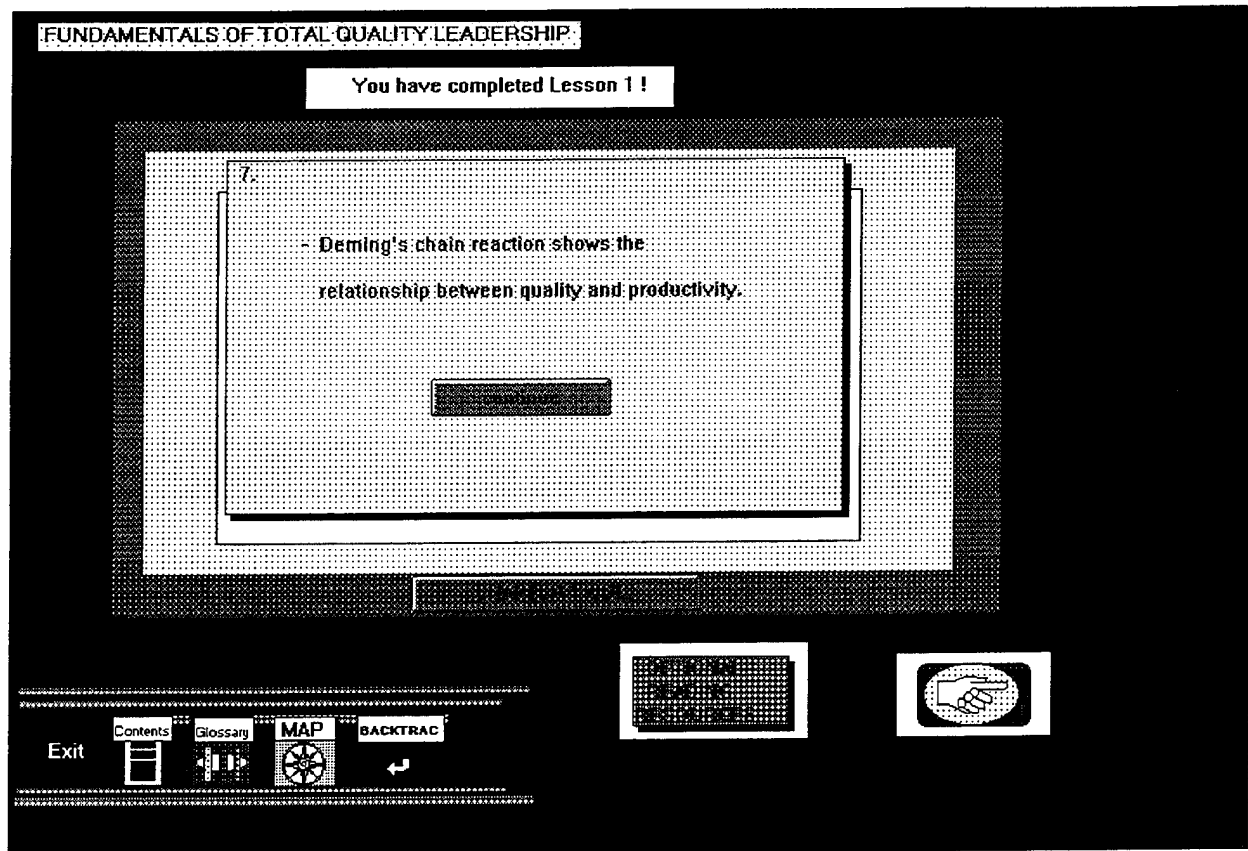 FUNDAMENTALS OF TOTAL QUALITY LEADERSHIP
You have completed Lesson 1 !
7.
- Deming's chain reaction shows the
relationship between quality and productivity.
Exit
Contents
Glossary
MAP
BACKTRAC